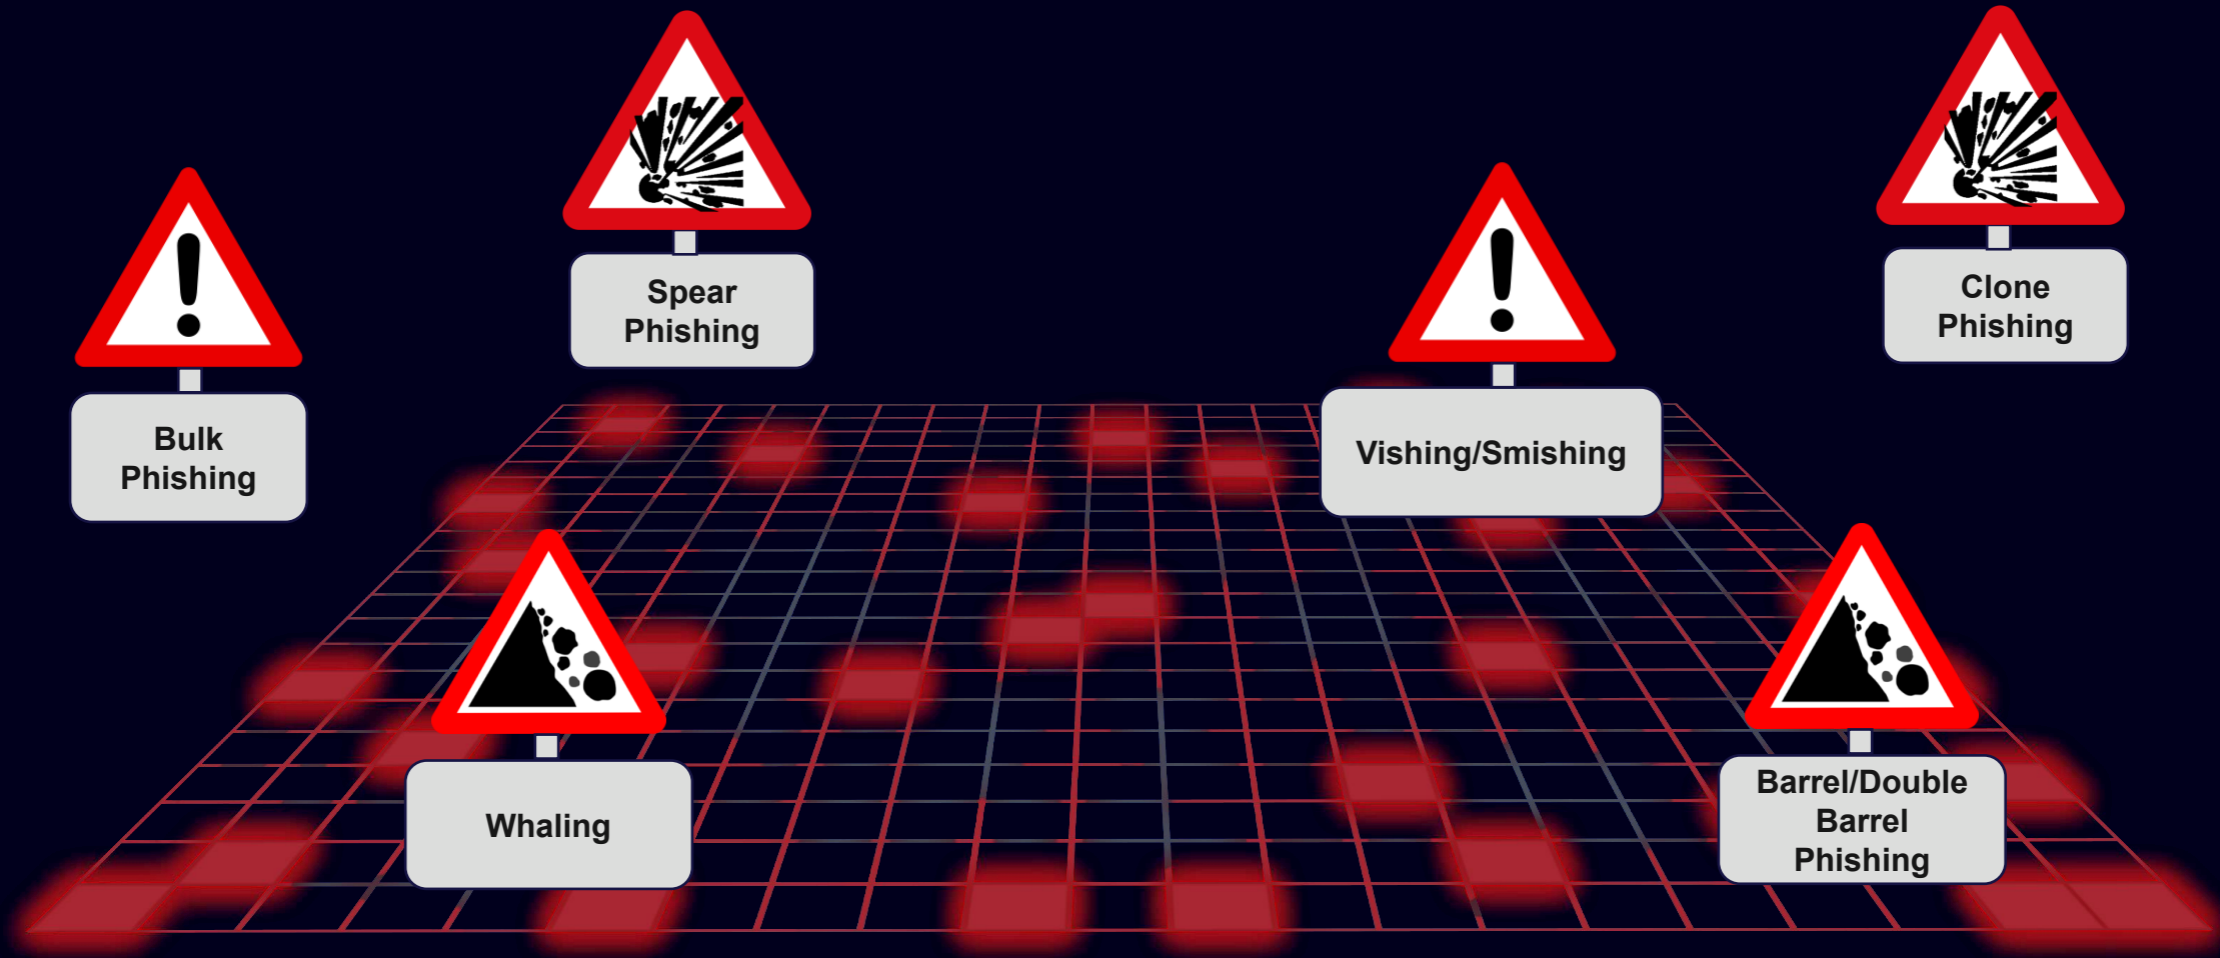 Spear
Phishing
Clone
Phishing
Bulk
Phishing
Vishing/Smishing
Whaling
Barrel/Double
Barrel
Phishing